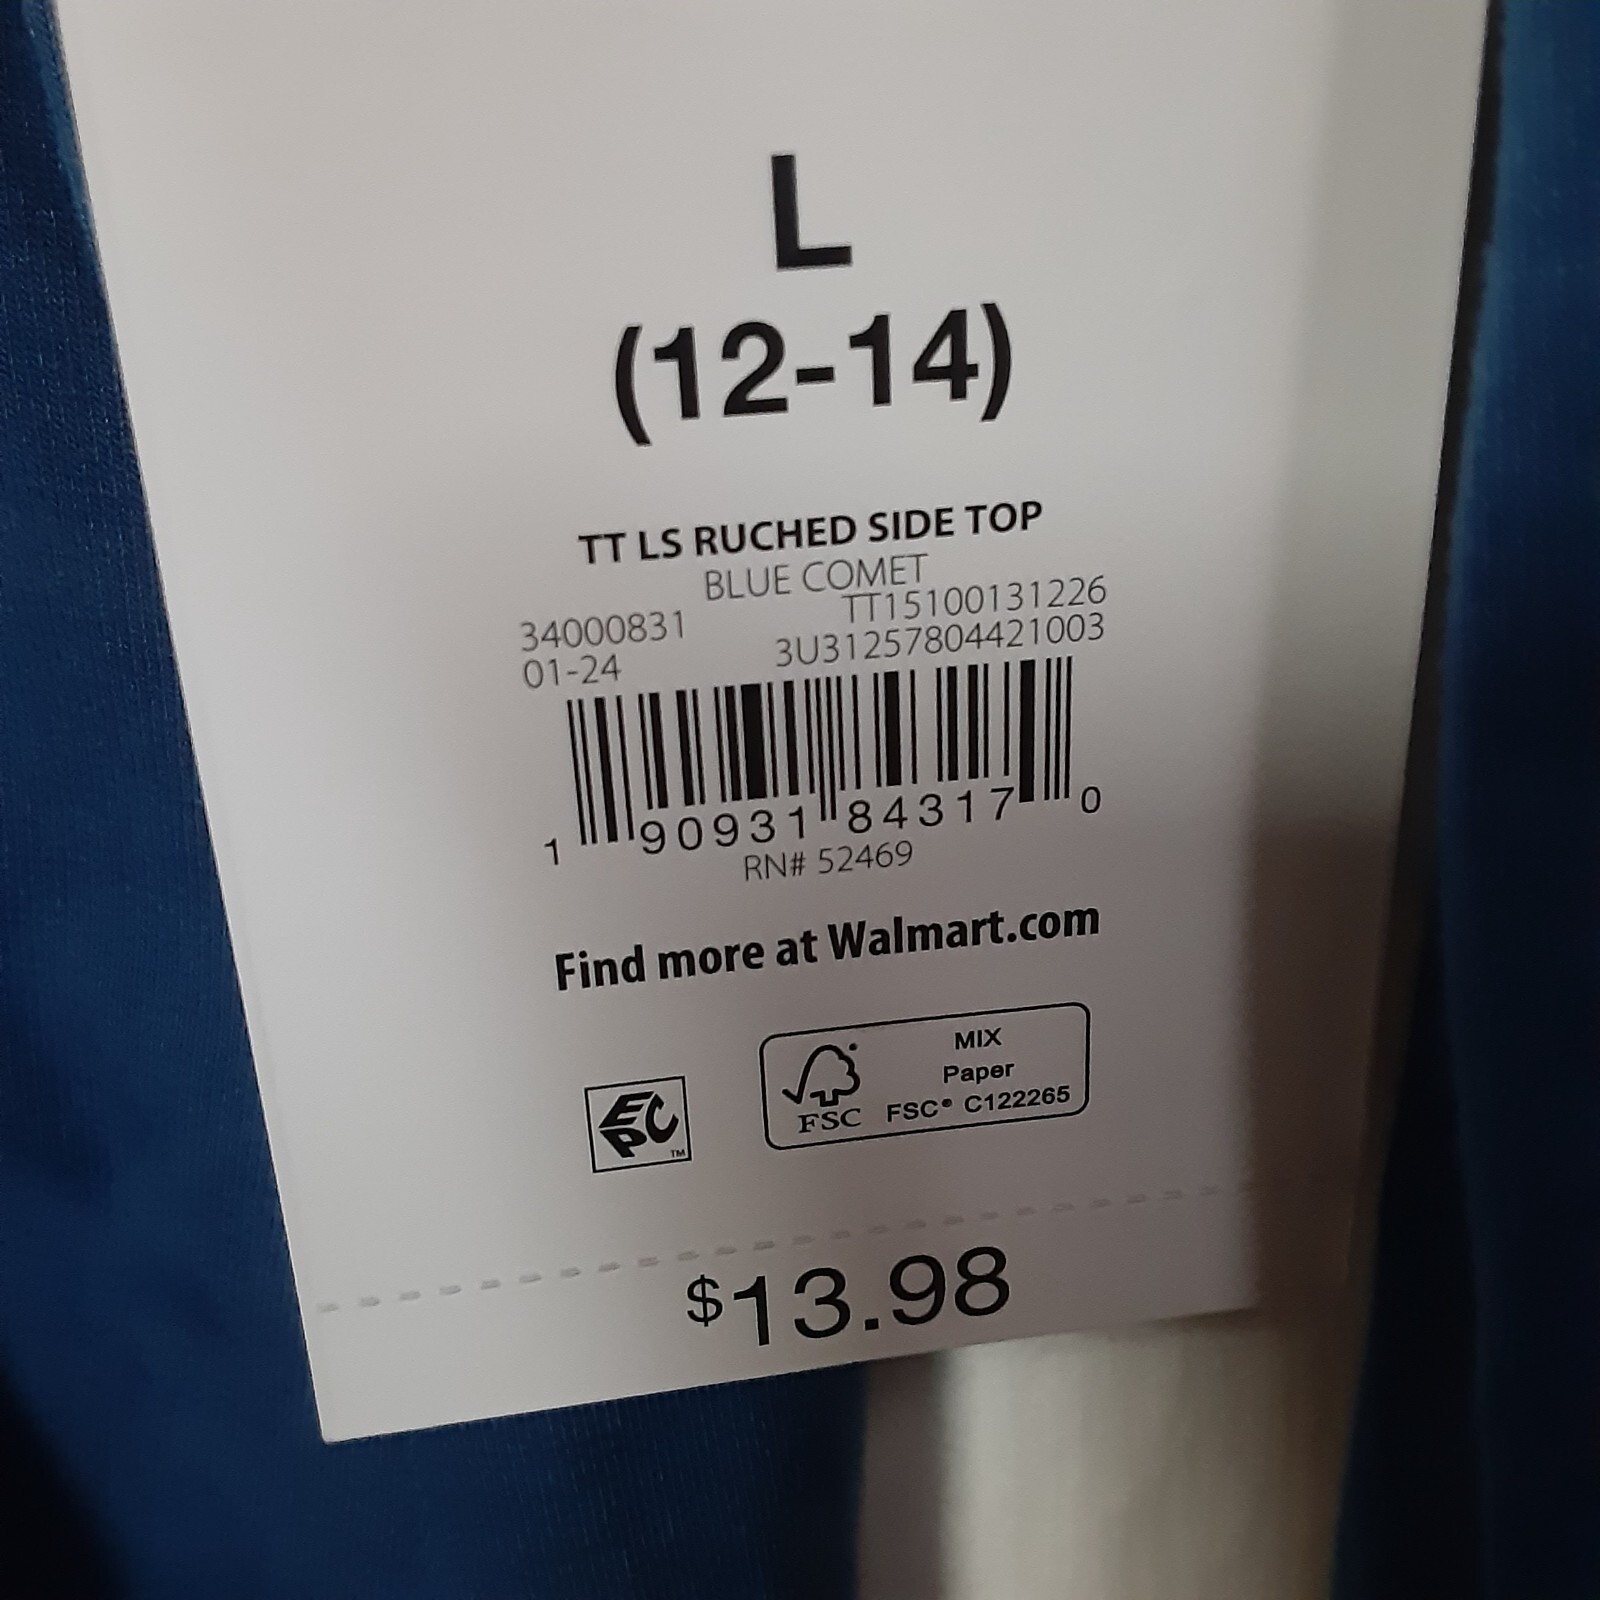 L
(12-14)
TT LS RUCHED SIDE TOP
BLUE COMET
34000831 TT15100131226
01-24 3U31257804421003
1 90931 84317 0
RN# 52469
Find more at Walmart.com
EPC TM
FSC
MIX
Paper
FSC® C122265
$13.98